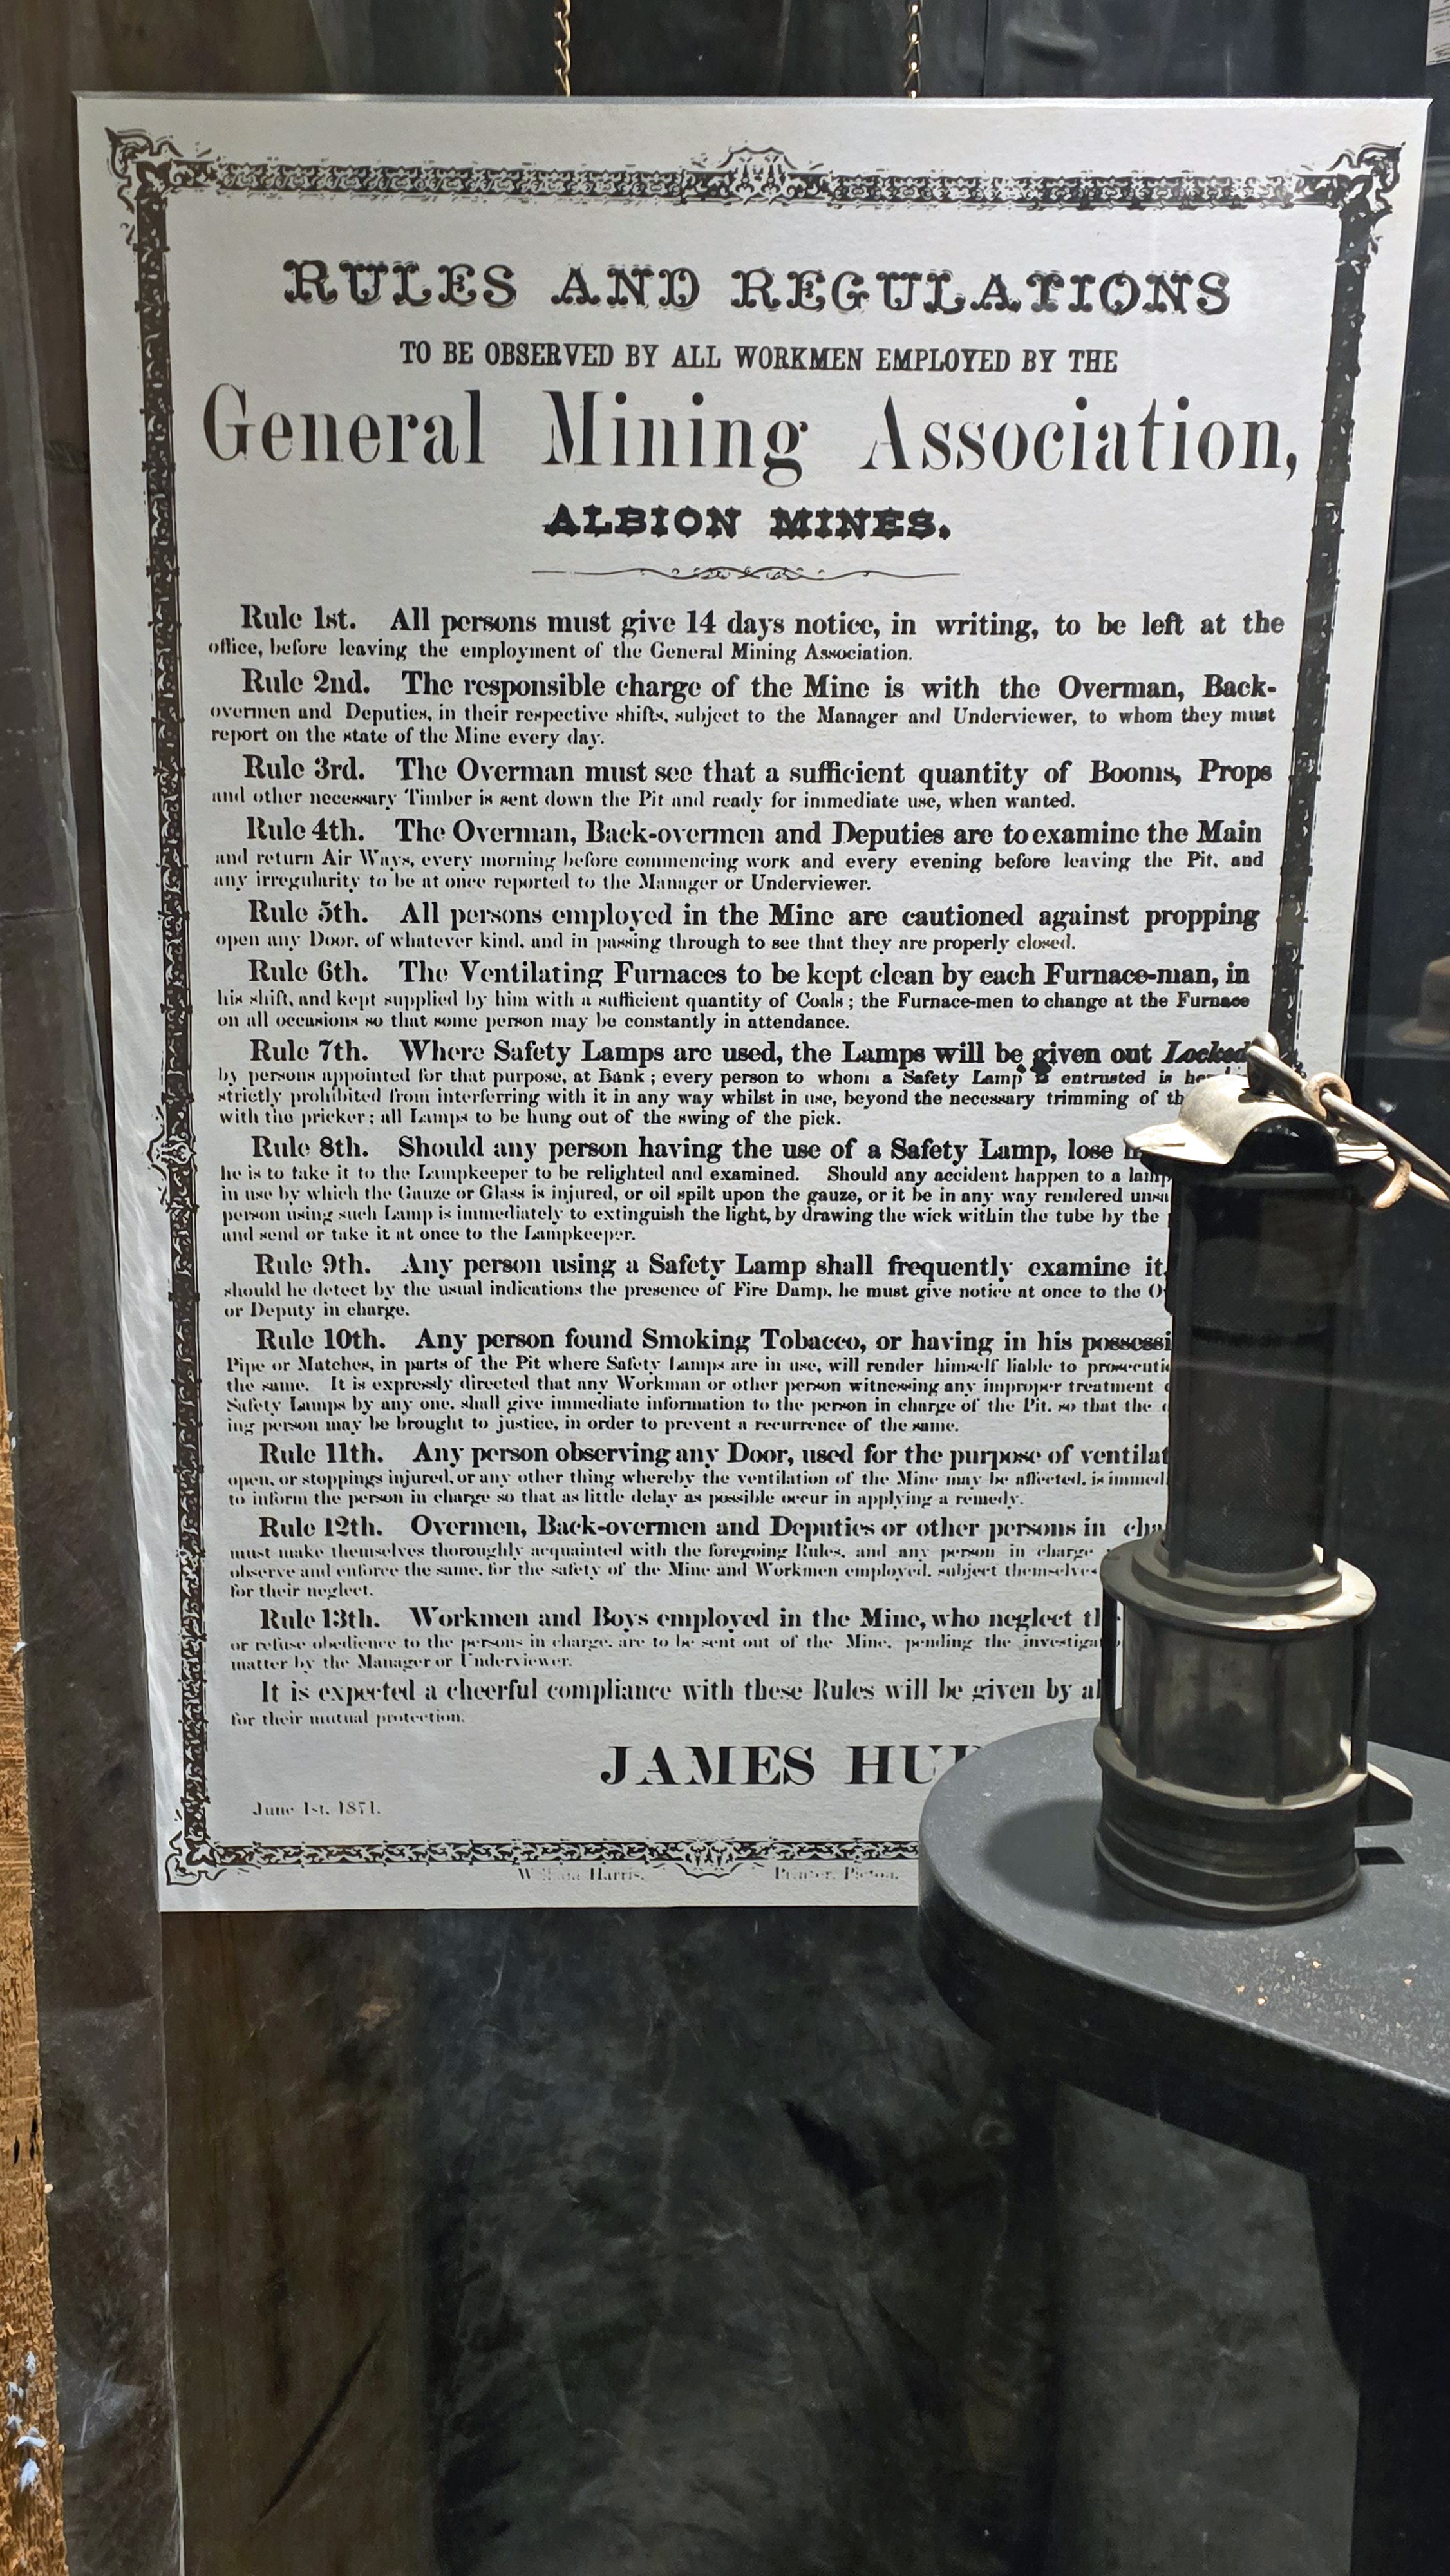 RULES AND REGULATIONS
TO BE OBSERVED BY ALL WORKMEN EMPLOYED BY THE
General Mining Association,
ALBION MINES.
Rule 1st. All persons must give 14 days notice, in writing, to be left at the
office, before leaving the employment of the General Mining Association.
Rule 2nd. The responsible charge of the Mine is with the Overman, Back-
overmen and Deputies, in their respective shifts, subject to the Manager and Underviewer, to whom they must
report on the state of the Mine every day.
Rule 3rd. The Overman must see that a sufficient quantity of Booms, Props
and other necessary Timber is sent down the Pit and ready for immediate use, when wanted.
Rule 4th. The Overman, Back-overmen and Deputies are to examine the Main
and return Air Ways, every morning before commencing work and every evening before leaving the Pit, and
any irregularity to be at once reported to the Manager or Underviewer.
Rule 5th. All persons employed in the Mine are cautioned against propping
open any Door, of whatever kind, and in passing through to see that they are properly closed.
Rule 6th. The Ventilating Furnaces to be kept clean by each Furnace-man, in
his shift, and kept supplied by him with a sufficient quantity of Coals; the Furnace-men to change at the Furnace
on all occasions so that some person may be constantly in attendance.
Rule 7th. Where Safety Lamps are used, the Lamps will be given out Locked
by persons appointed for that purpose, at Bank; every person to whom a Safety Lamp is entrusted is
strictly prohibited from interferring with it in any way whilst in use, beyond the necessary trimming of
with the pricker; all Lamps to be hung out of the swing of the pick.
Rule 8th. Should any person having the use of a Safety Lamp, lose
he is to take it to the Lampkeeper to be relighted and examined. Should any accident happen to a lamp
in use by which the Gauze or Glass is injured, or oil spilt upon the gauze, or it be in any way rendered
person using such Lamp is immediately to extinguish the light, by drawing the wick within the tube by the
and send or take it at once to the Lampkeeper.
Rule 9th. Any person using a Safety Lamp shall frequently examine it,
should he detect by the usual indications the presence of Fire Damp, he must give notice at once to the
or Deputy in charge.
Rule 10th. Any person found Smoking Tobacco, or having in his
Pipe or Matches, in parts of the Pit where Safety Lamps are in use, will render himself liable to
the same. It is expressly directed that any Workman or other person witnessing any improper treatment
Safety Lamps by any one, shall give immediate information to the person in charge of the Pit, so that the
ing person may be brought to justice, in order to prevent a recurrence of the same.
Rule 11th. Any person observing any Door, used for the purpose of
open, or stoppings injured, or any other thing whereby the ventilation of the Mine may be affected, is
to inform the person in charge so that as little delay as possible occur in applying a remedy.
Rule 12th. Overmen, Back-overmen and Deputies or other persons in
must make themselves thoroughly acquainted with the foregoing Rules, and any person in charge
observe and enforce the same, for the safety of the Mine and Workmen employed, subject
for their neglect.
Rule 13th. Workmen and Boys employed in the Mine, who neglect
or refuse obedience to the persons in charge, are to be sent out of the Mine, pending the
matter by the Manager or Underviewer.
It is expected a cheerful compliance with these Rules will be given by
for their mutual protection.
JAMES
June 1st, 1871.
William Harris, Printer, Pictou.